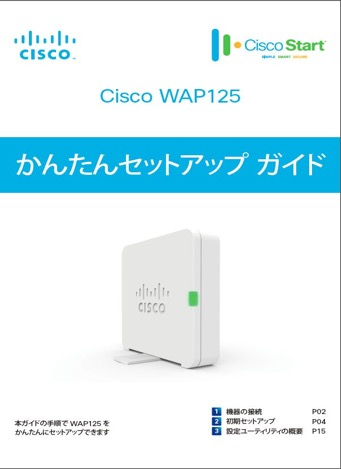 CISCO
Cisco Start
SIMPLE SMART SECURE
Cisco WAP125
かんたんセットアップ ガイド
CISCO
本ガイドの手順で WAP125 を
かんたんにセットアップできます
1 機器の接続 P02
2 初期セットアップ P04
3 設定ユーティリティの概要 P15